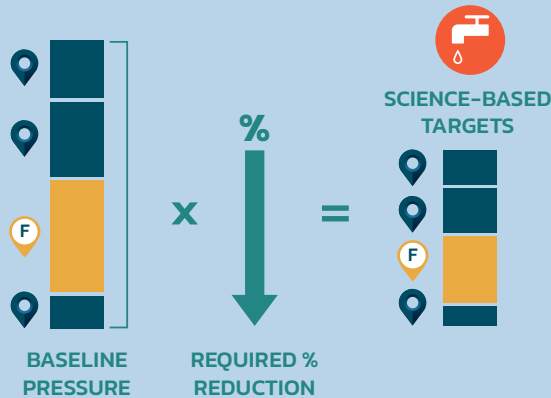 SCIENCE-BASED
TARGETS
%
F
x
=
F
BASELINE
PRESSURE
REQUIRED %
REDUCTION